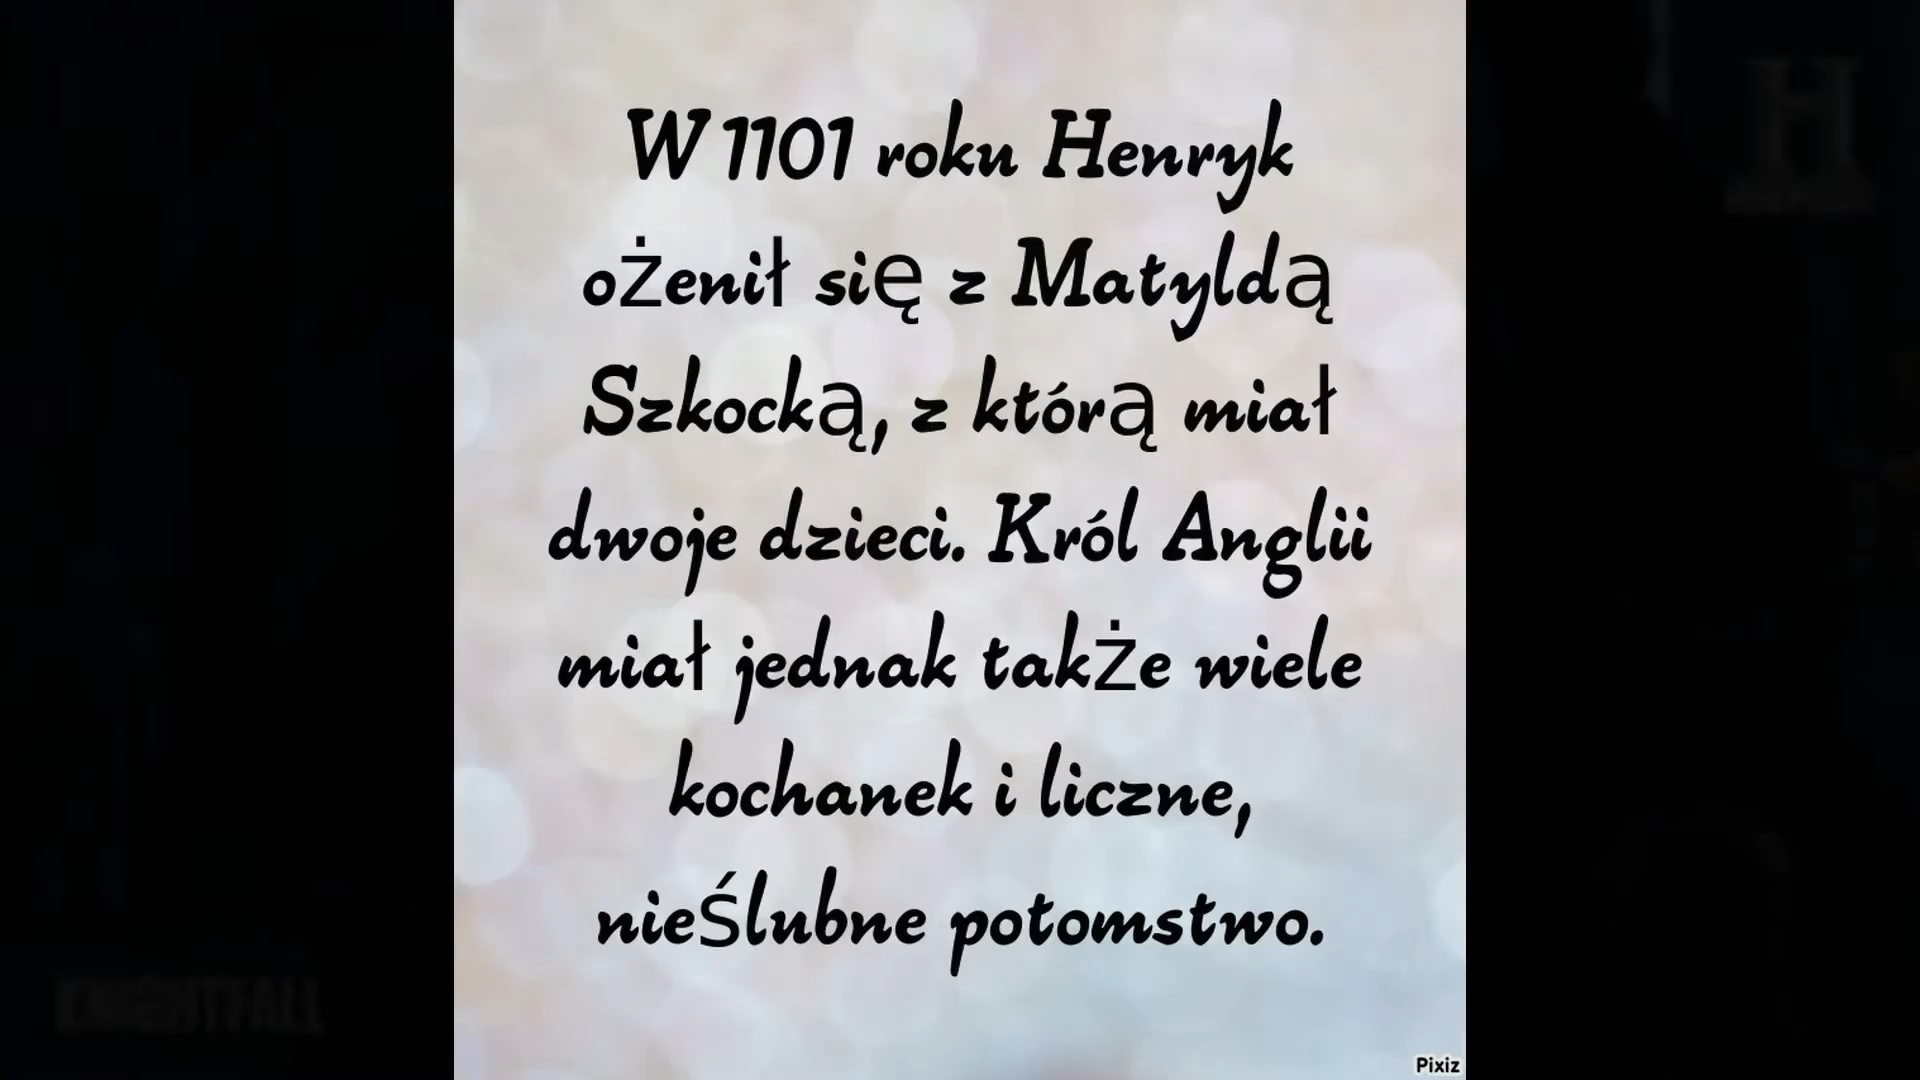 W 1101 roku Henryk
ożenił się z Matyldą
Szkocką, z którą miał
dwoje dzieci. Król Anglii
miał jednak także wiele
kochanek i liczne,
nieślubne potomstwo.
KNIGHTFALL
H
Pixiz